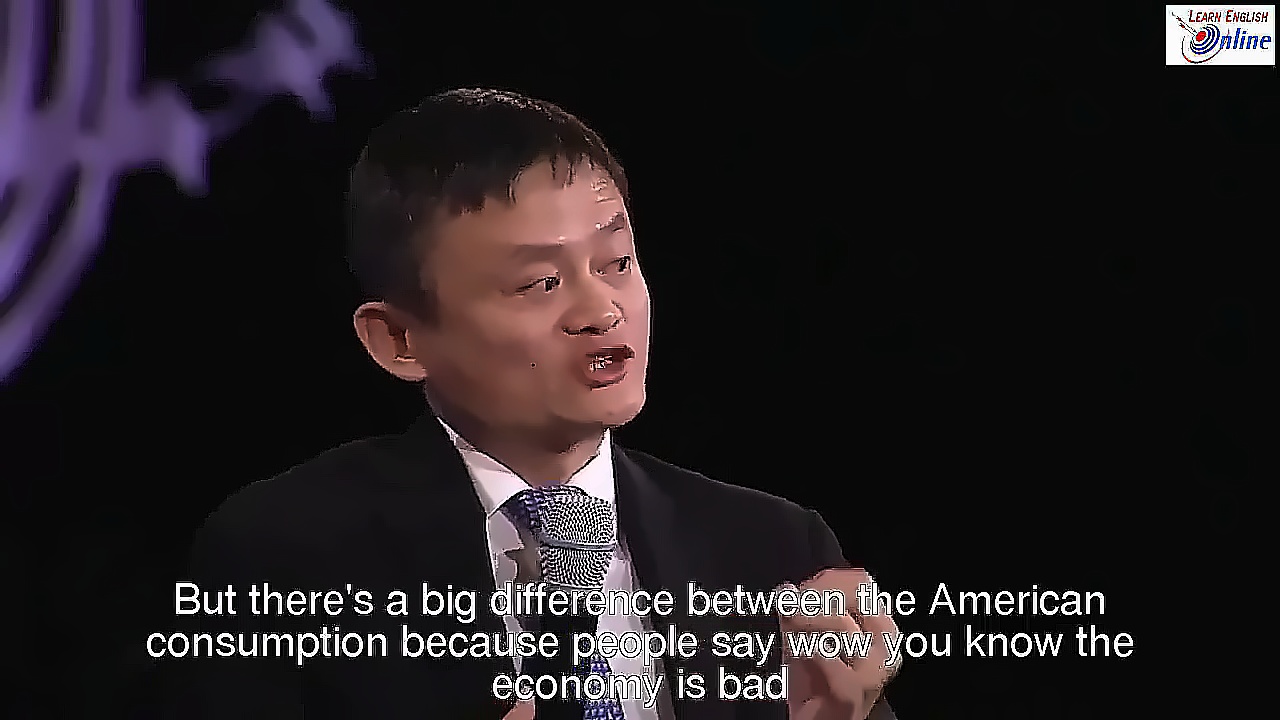 LEARN ENGLISH
Online
But there's a big difference between the American
consumption because people say wow you know the
economy is bad